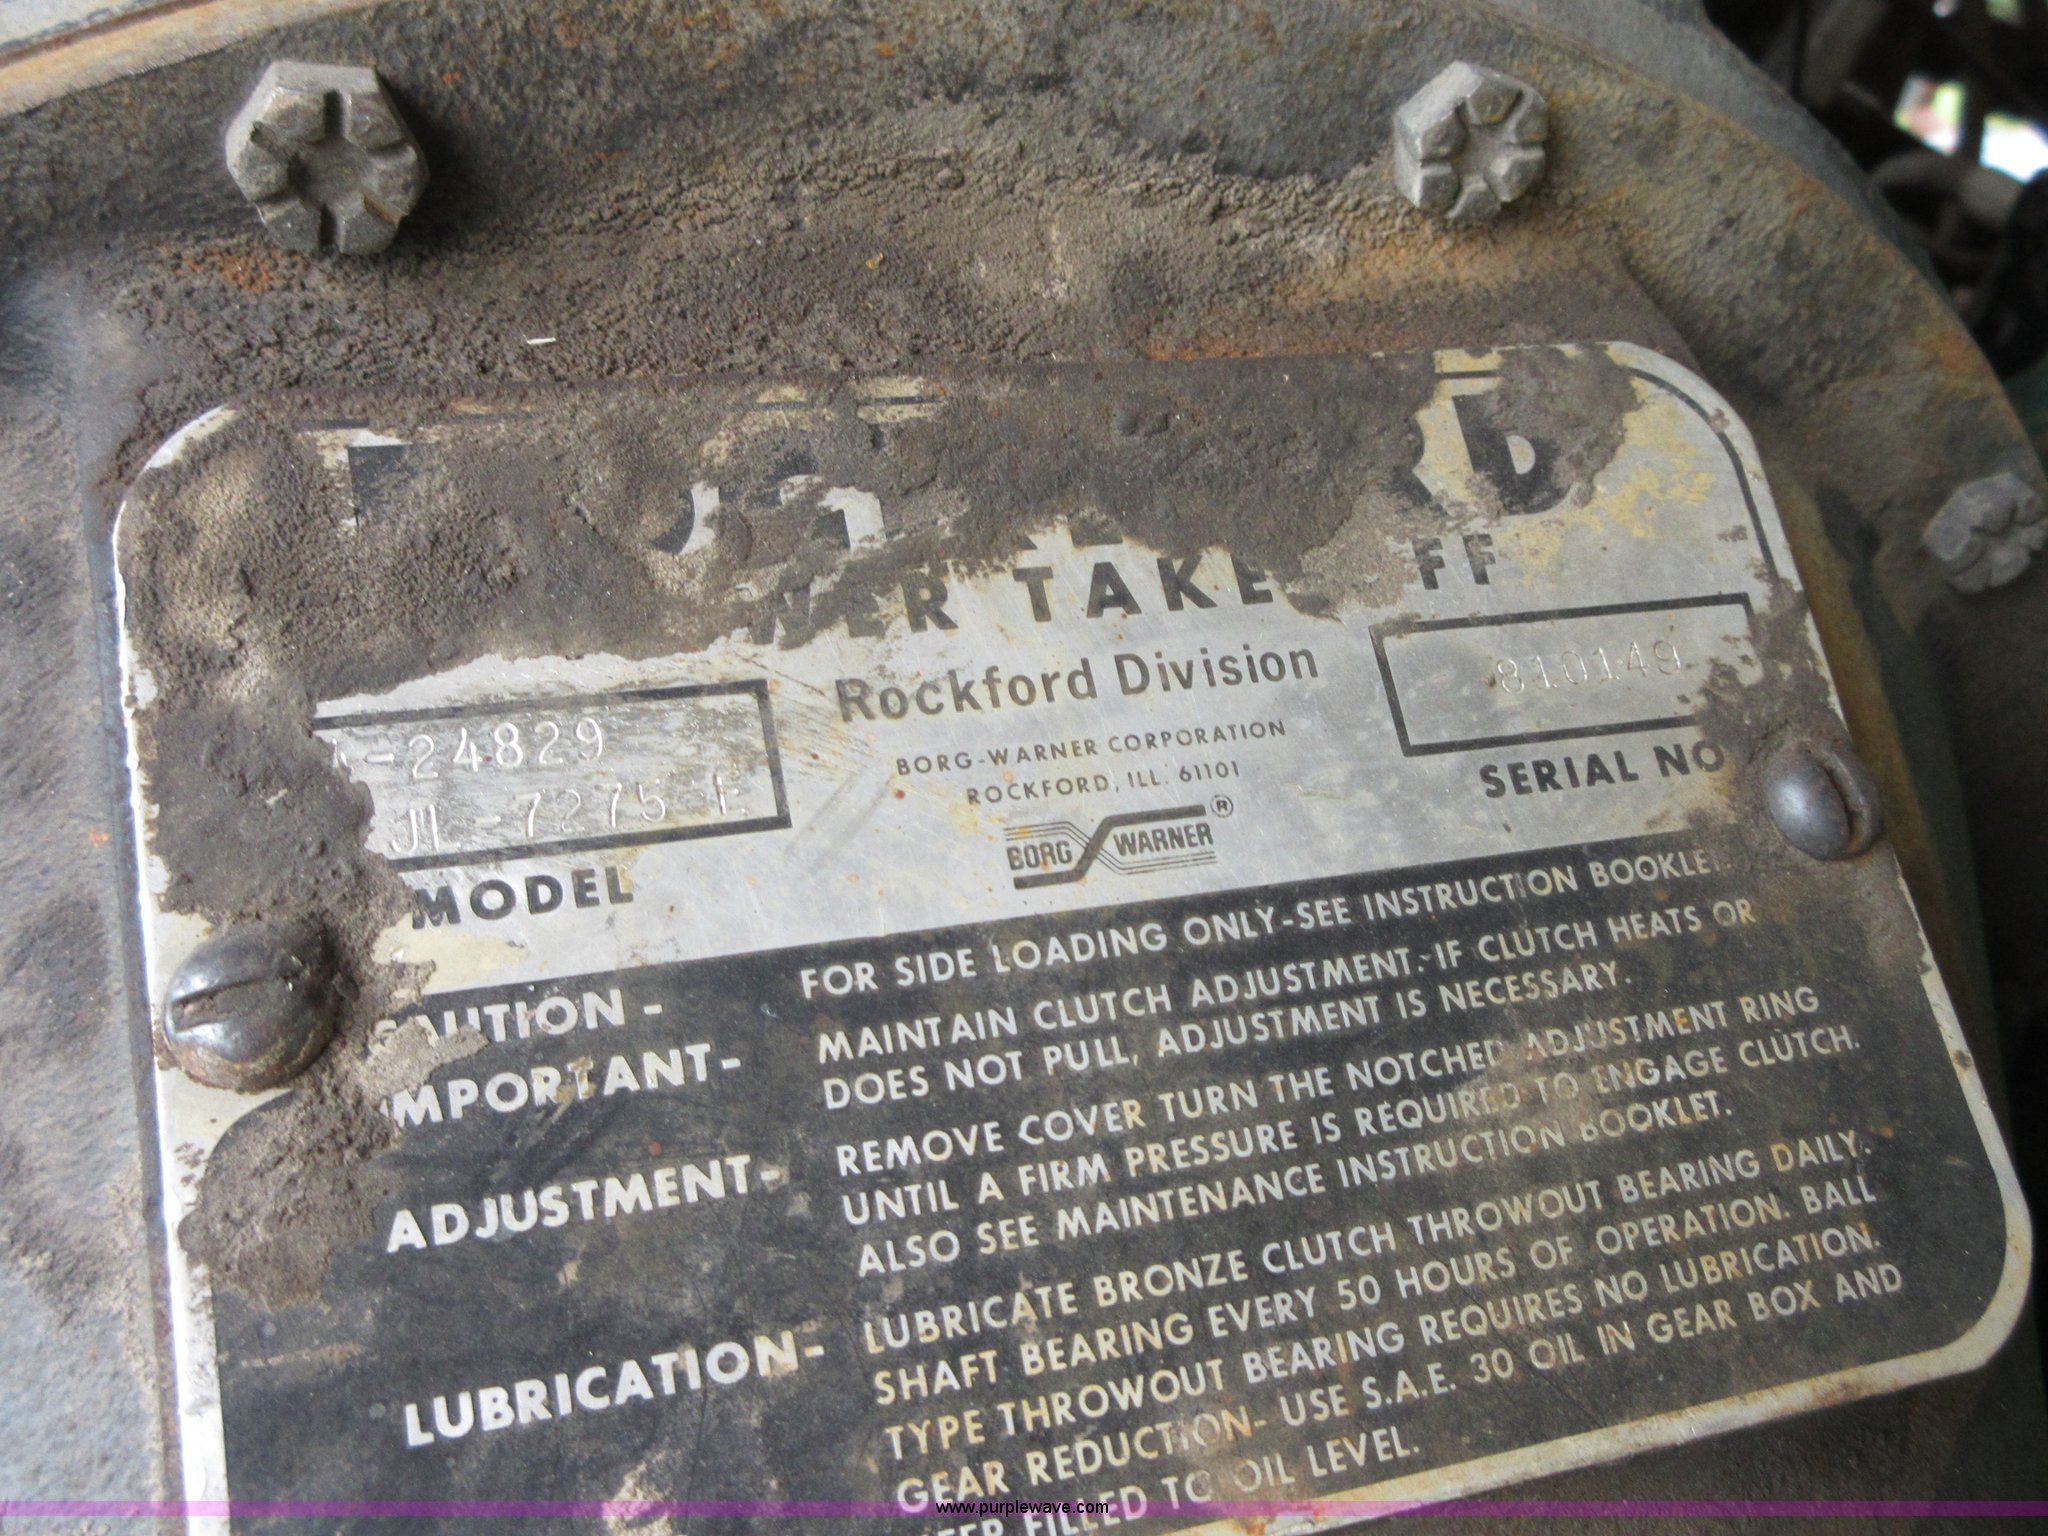 TAKE FF
Rockford Division
BORG-WARNER CORPORATION
ROCKFORD, ILL. 61101
BORG WARNER ®
-24829
JL-7275 E
MODEL
810149
SERIAL NO
CAUTION - FOR SIDE LOADING ONLY-SEE INSTRUCTION BOOKLET.
IMPORTANT- MAINTAIN CLUTCH ADJUSTMENT.-IF CLUTCH HEATS OR
DOES NOT PULL, ADJUSTMENT IS NECESSARY.
ADJUSTMENT- REMOVE COVER TURN THE NOTCHED ADJUSTMENT RING
UNTIL A FIRM PRESSURE IS REQUIRED TO ENGAGE CLUTCH.
ALSO SEE MAINTENANCE INSTRUCTION BOOKLET.
LUBRICATION- LUBRICATE BRONZE CLUTCH THROWOUT BEARING DAILY.
SHAFT BEARING EVERY 50 HOURS OF OPERATION. BALL
TYPE THROWOUT BEARING REQUIRES NO LUBRICATION.
GEAR REDUCTION- USE S.A.E. 30 OIL IN GEAR BOX AND
KEEP FILLED TO OIL LEVEL.
www.purplewave.com